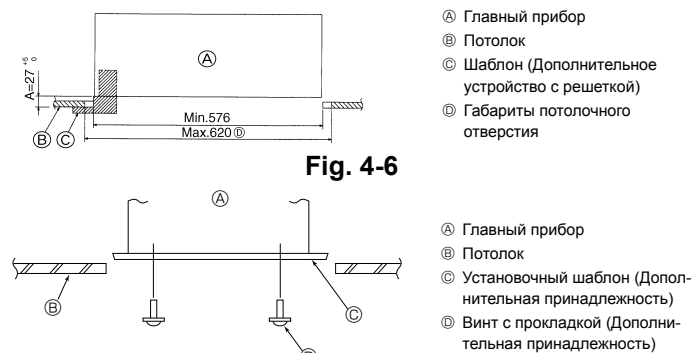 Ⓐ
A=27 +5 0
Min.576
Max.620 Ⓓ
Ⓑ Ⓒ
Fig. 4-6
Ⓐ Главный прибор
Ⓑ Потолок
Ⓒ Шаблон (Дополнительное
устройство с решеткой)
Ⓓ Габариты потолочного
отверстия
Ⓐ
Ⓑ
Ⓒ
Ⓐ Главный прибор
Ⓑ Потолок
Ⓒ Установочный шаблон (Допол-
нительная принадлежность)
Ⓓ Винт с прокладкой (Дополни-
тельная принадлежность)